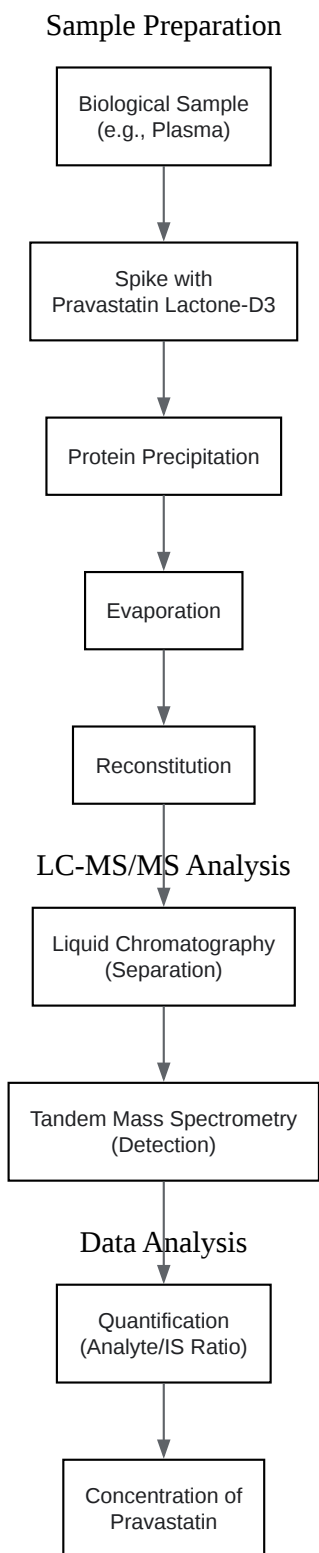 Sample Preparation
Biological Sample
(e.g., Plasma)
Spike with
Pravastatin Lactone-D3
Protein Precipitation
Evaporation
Reconstitution
LC-MS/MS Analysis
Liquid Chromatography
(Separation)
Tandem Mass Spectrometry
(Detection)
Data Analysis
Quantification
(Analyte/IS Ratio)
Concentration of
Pravastatin